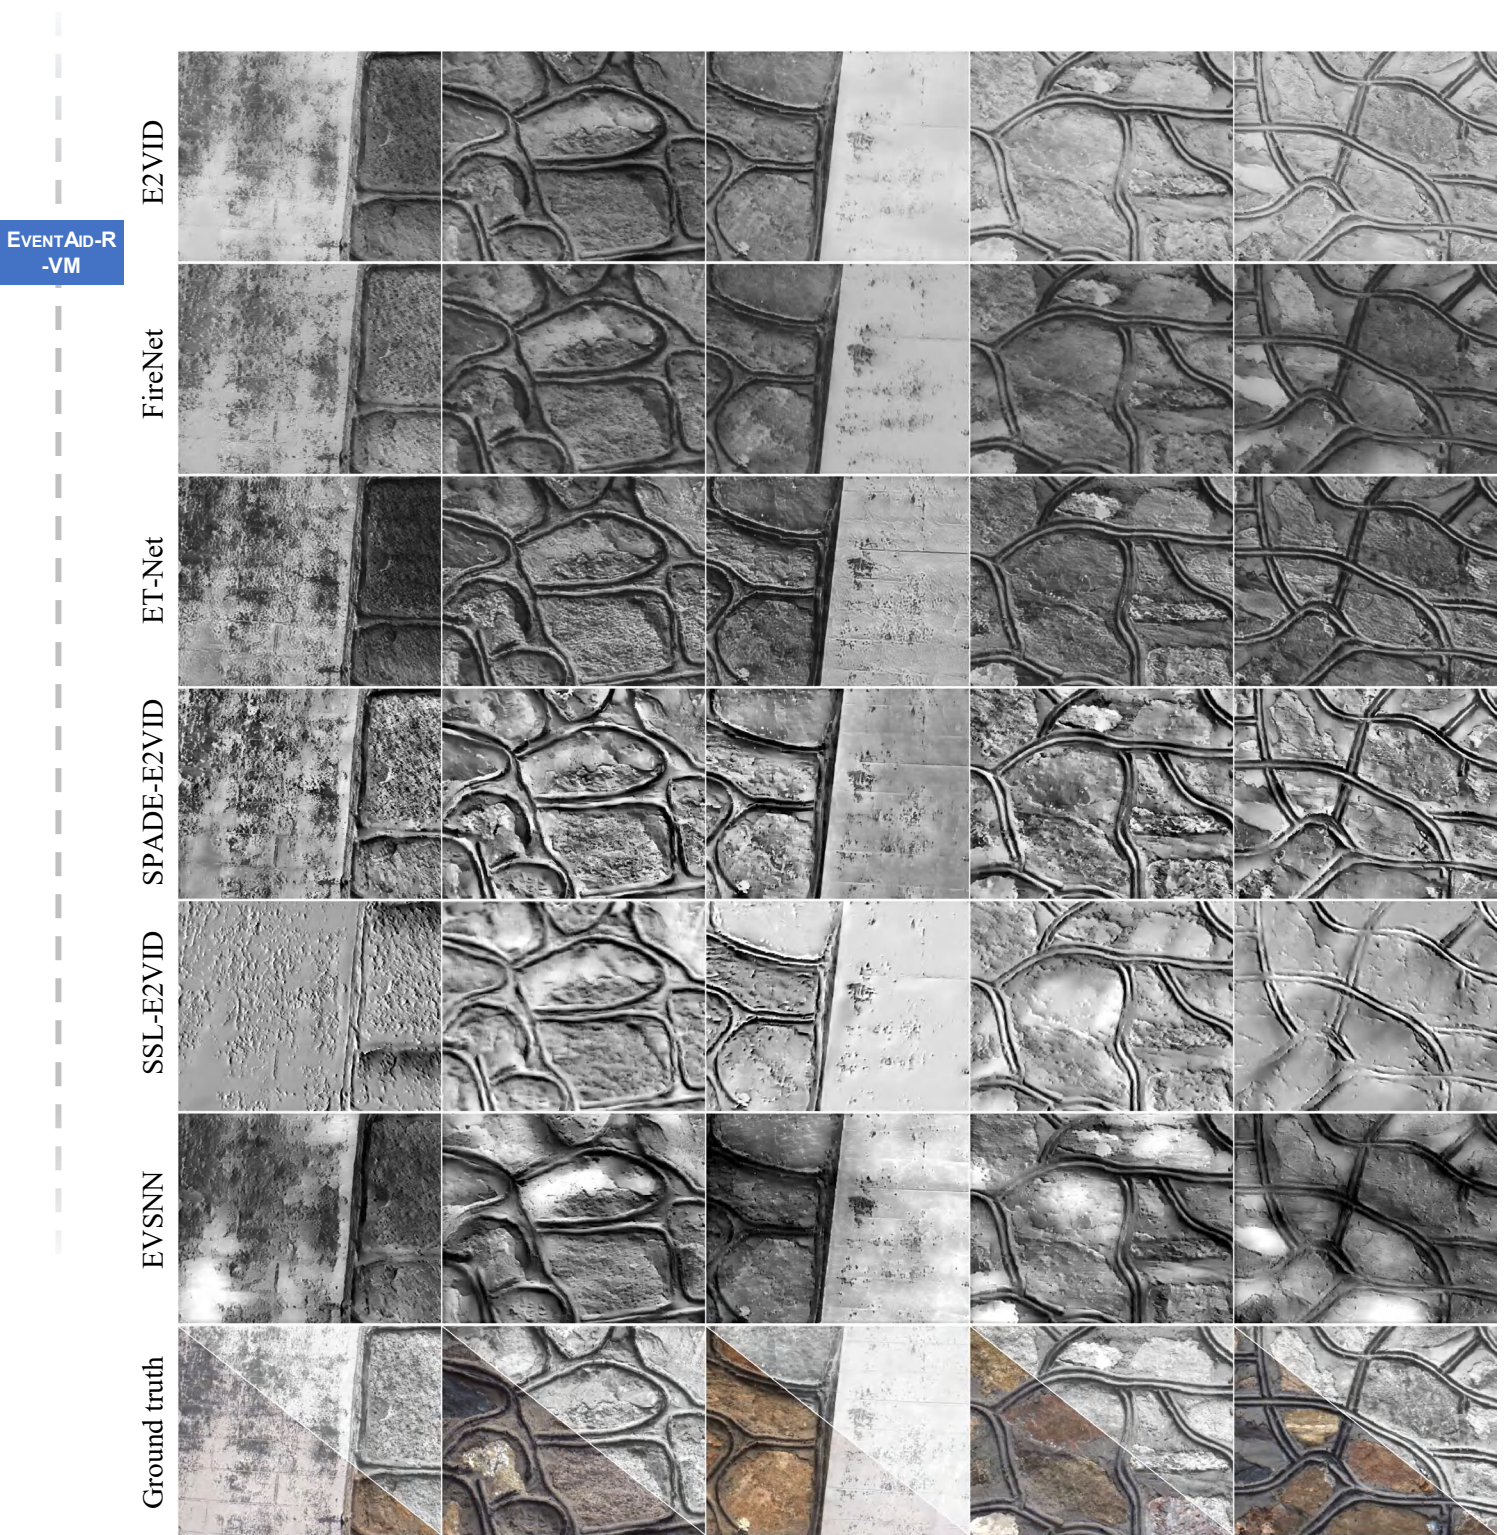 E2VID
EVENTAID-R
-VM
FireNet
ET-Net
SPADE-E2VID
SSL-E2VID
EVSNN
Ground truth